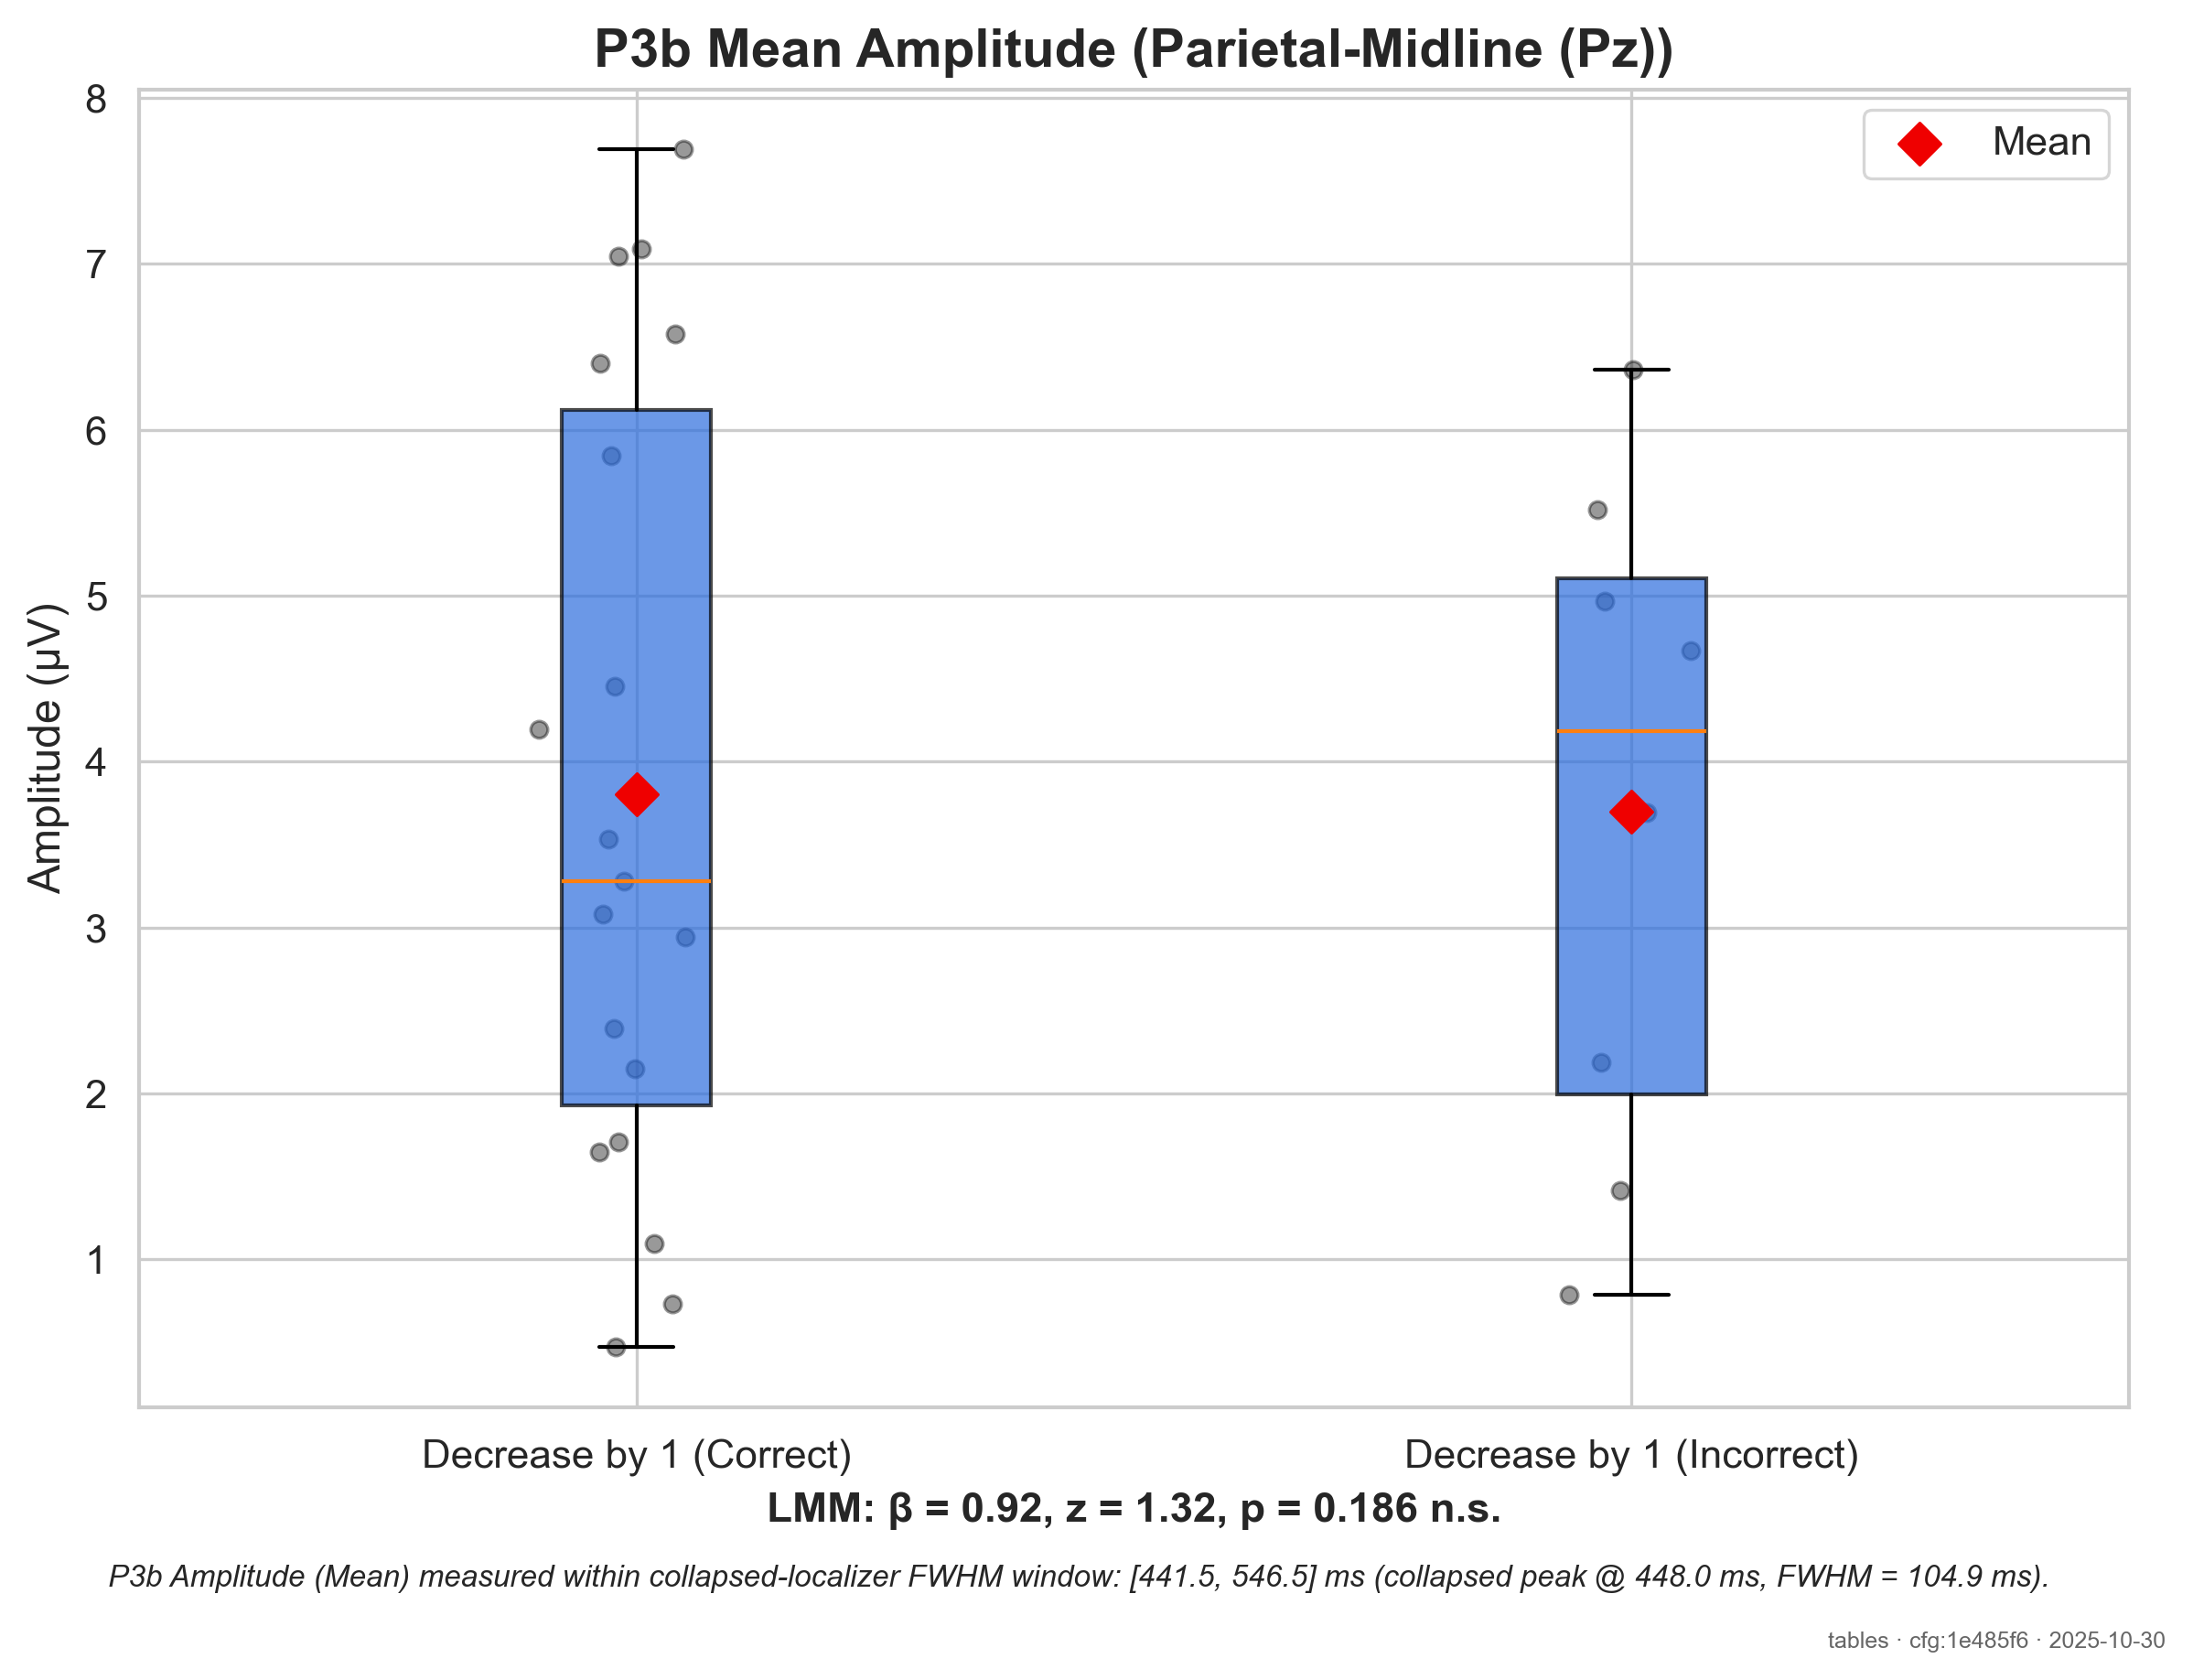 P3b Mean Amplitude (Parietal-Midline (Pz))
Mean
8
7
6
5
4
3
2
1
Amplitude (µV)
Decrease by 1 (Correct)
Decrease by 1 (Incorrect)
LMM: β = 0.92, z = 1.32, p = 0.186 n.s.
P3b Amplitude (Mean) measured within collapsed-localizer FWHM window: [441.5, 546.5] ms (collapsed peak @ 448.0 ms, FWHM = 104.9 ms).
tables · cfg:1e485f6 · 2025-10-30